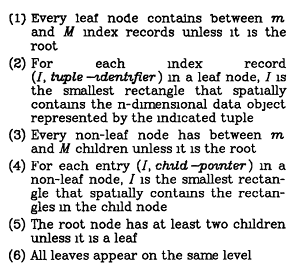 (1) Every leaf node contains between m
and M index records unless it is the
root
(2) For each index record
(I, tuple-identifier) in a leaf node, I is
the smallest rectangle that spatially
contains the n-dimensional data object
represented by the indicated tuple
(3) Every non-leaf node has between m
and M children unless it is the root
(4) For each entry (I, child-pointer) in a
non-leaf node, I is the smallest rectan-
gle that spatially contains the rectan-
gles in the child node
(5) The root node has at least two children
unless it is a leaf
(6) All leaves appear on the same level